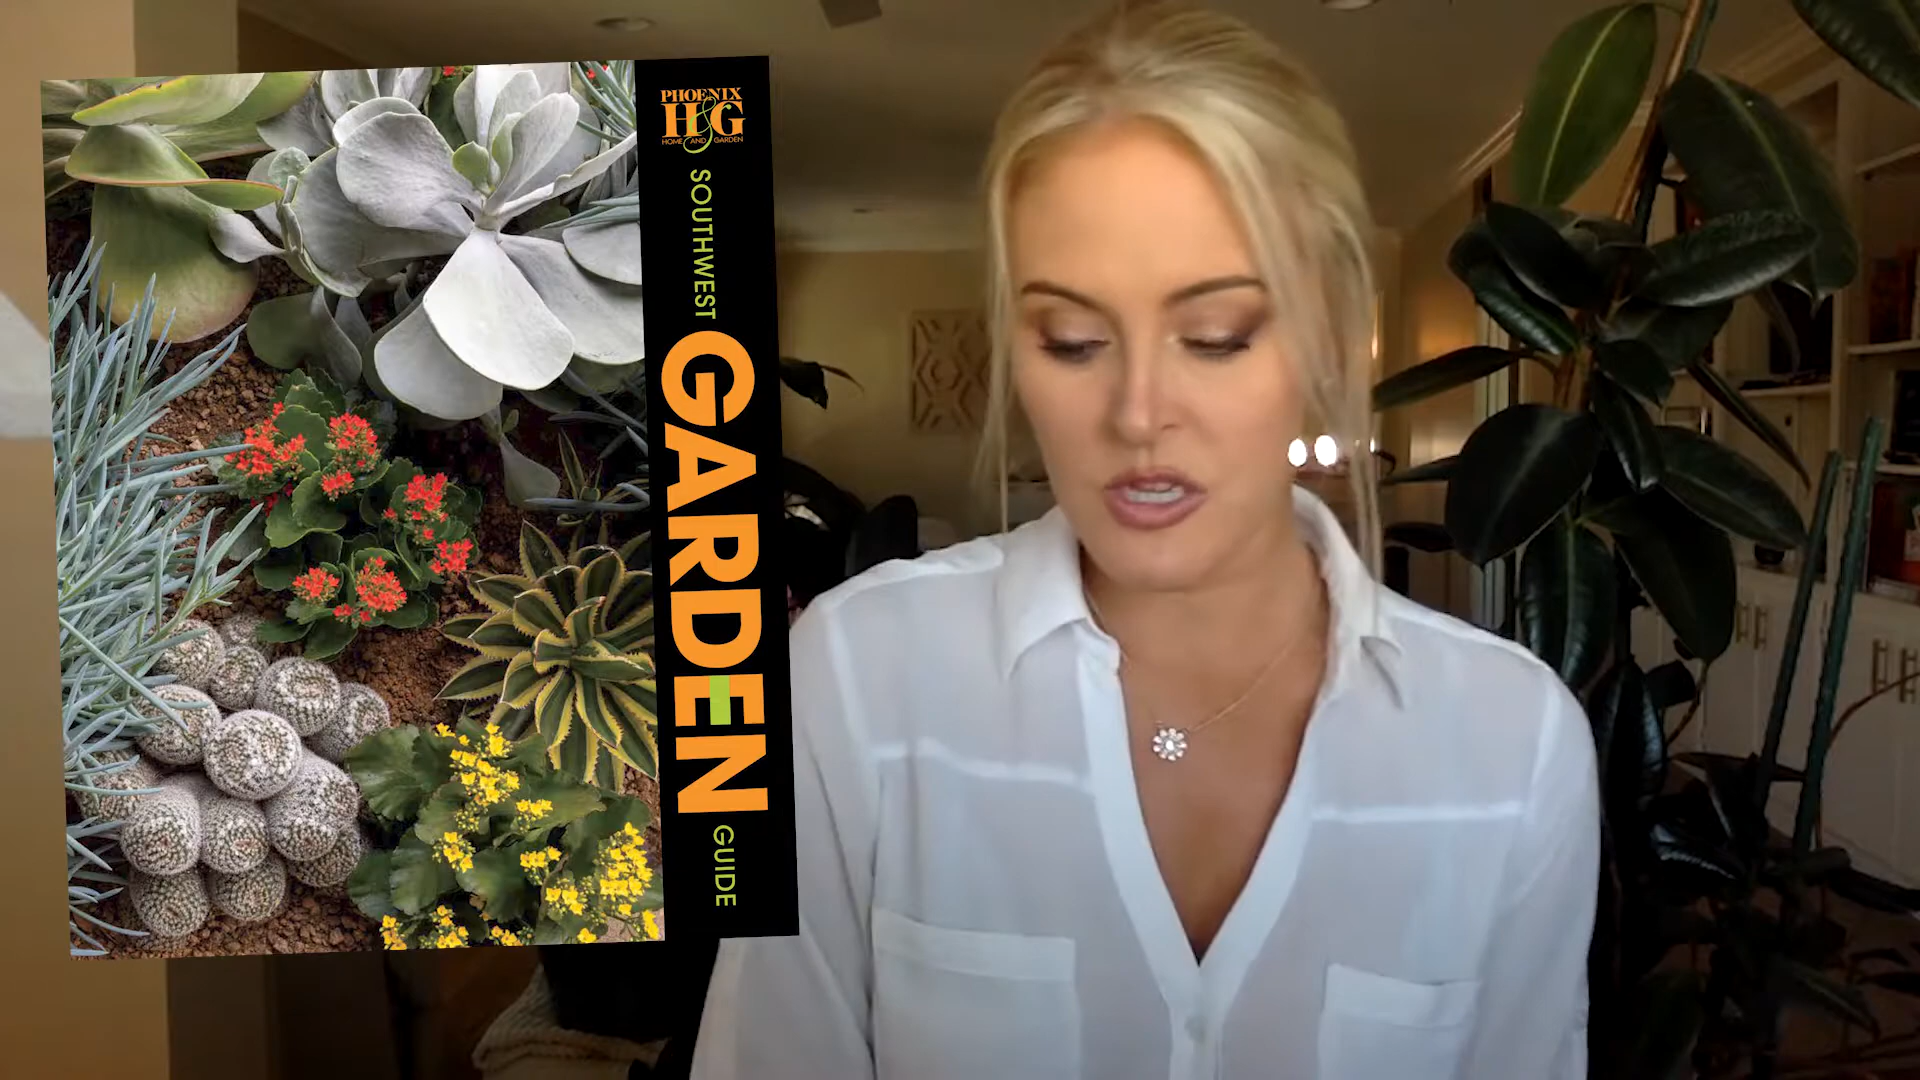 PHOENIX
H&G
HOME AND GARDEN
SOUTHWEST
GARDEN
GUIDE